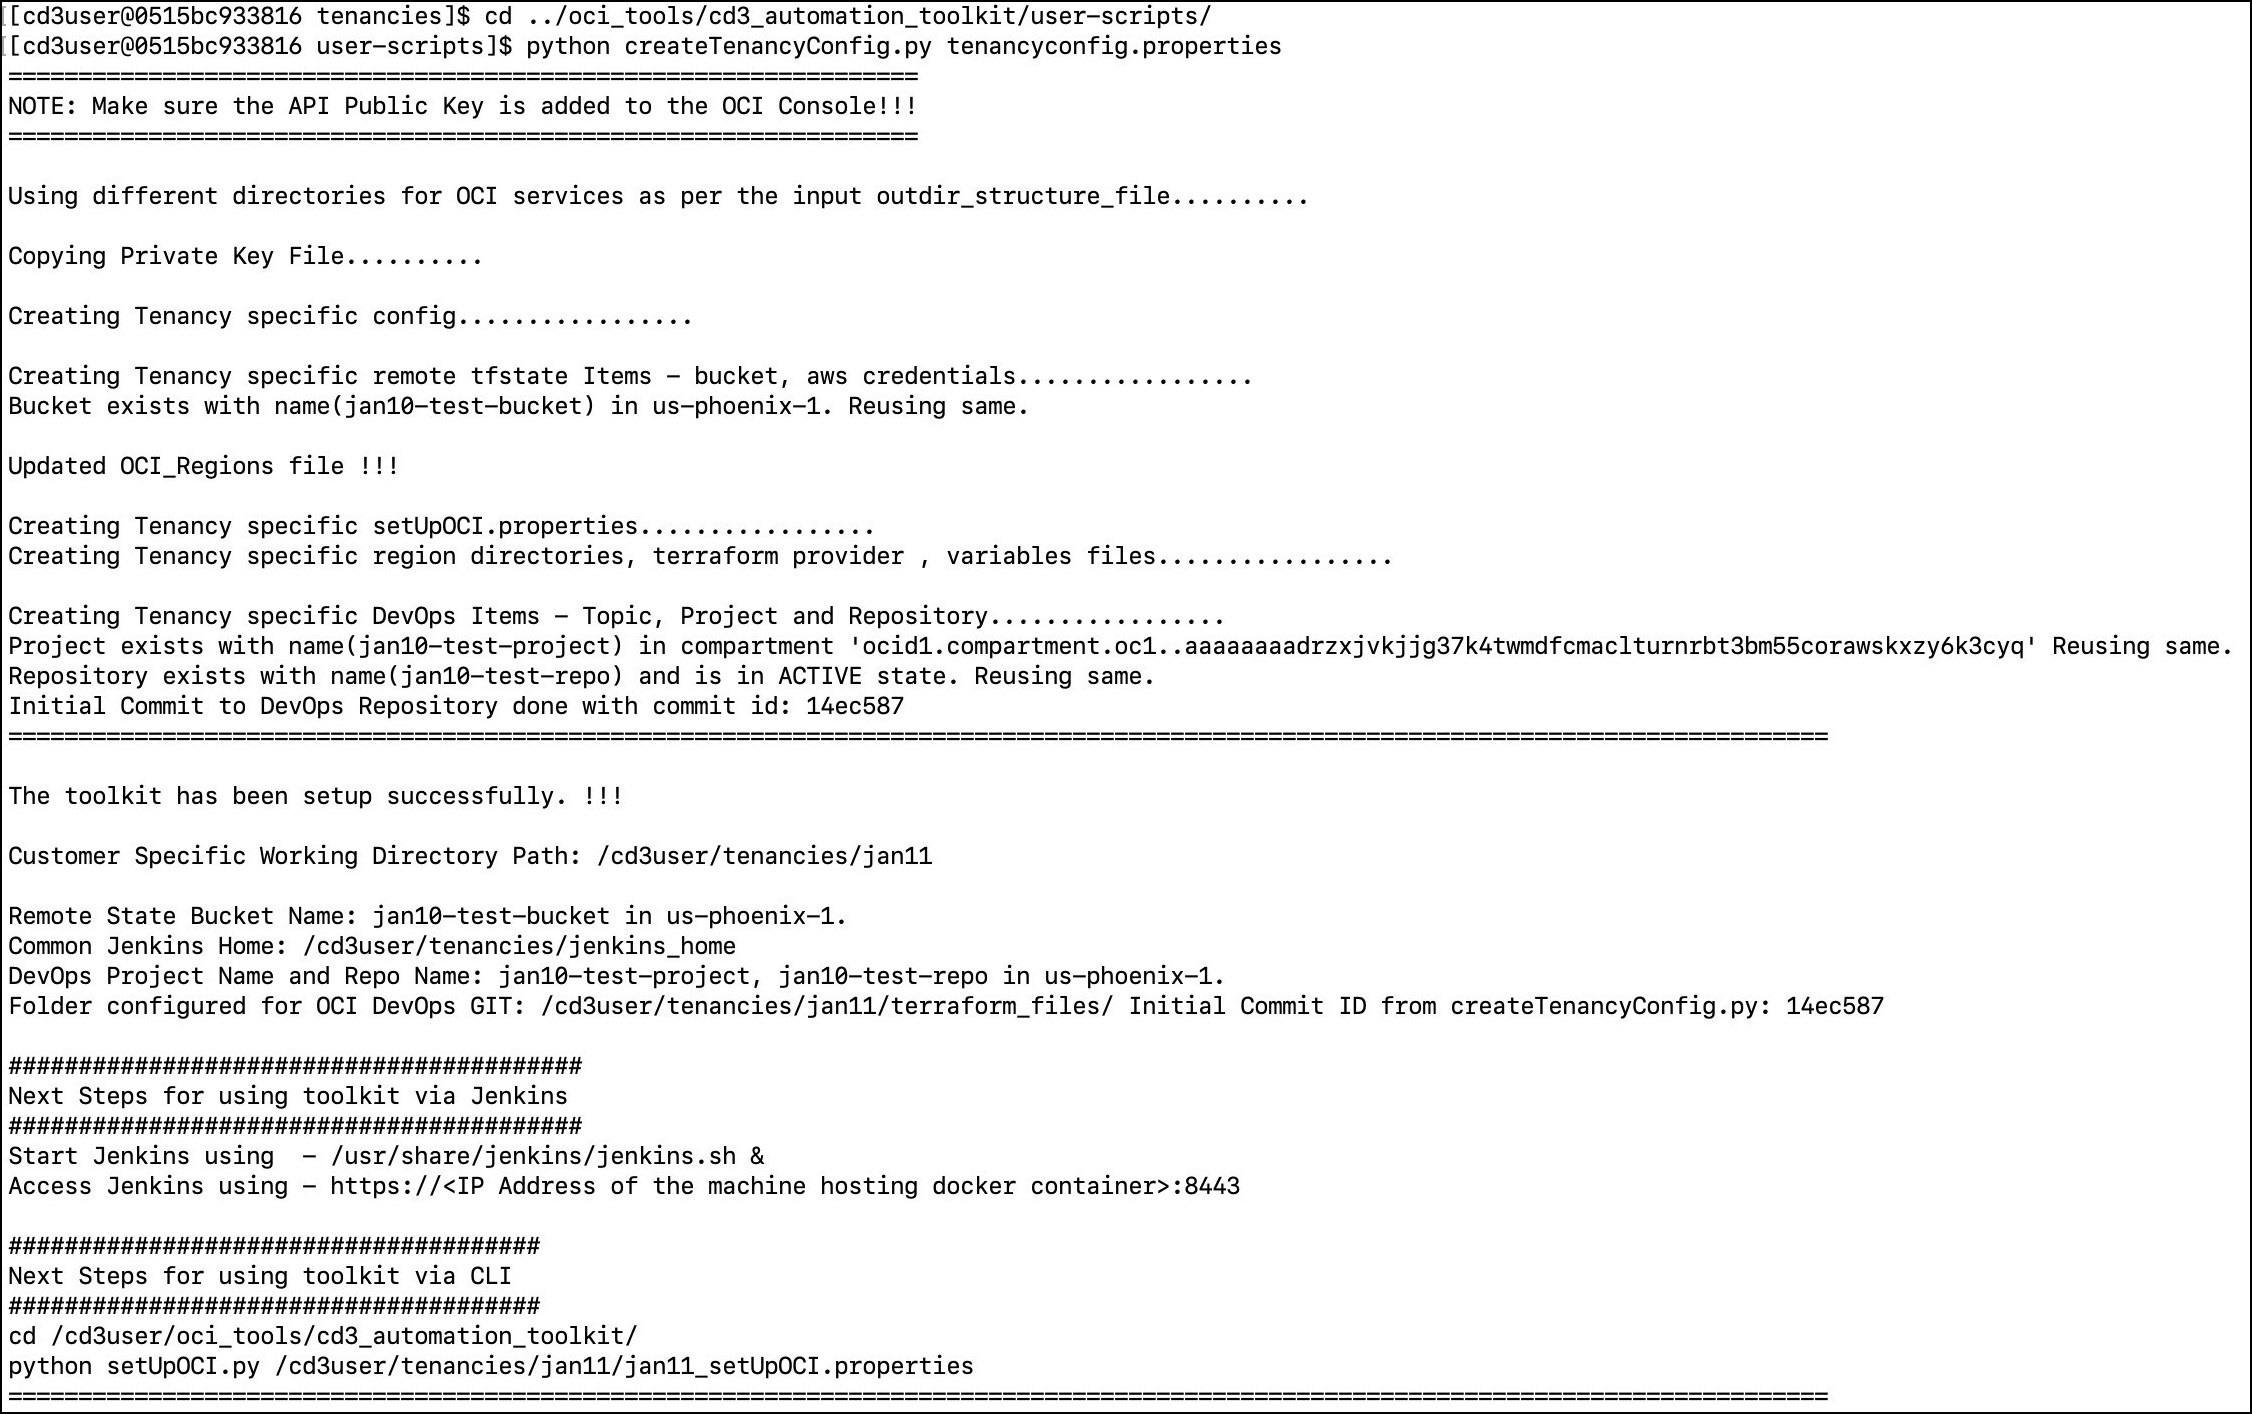 [[cd3user@0515bc933816 tenancies]$ cd ../oci_tools/cd3_automation_toolkit/user-scripts/
[[cd3user@0515bc933816 user-scripts]$ python createTenancyConfig.py tenancyconfig.properties
=================================================================
NOTE: Make sure the API Public Key is added to the OCI Console!!!
=================================================================
Using different directories for OCI services as per the input outdir_structure_file..........
Copying Private Key File..........
Creating Tenancy specific config.................
Creating Tenancy specific remote tfstate Items - bucket, aws credentials.................
Bucket exists with name(jan10-test-bucket) in us-phoenix-1. Reusing same.
Updated OCI_Regions file !!!
Creating Tenancy specific setUpOCI.properties.................
Creating Tenancy specific region directories, terraform provider , variables files.................
Creating Tenancy specific DevOps Items - Topic, Project and Repository.................
Project exists with name(jan10-test-project) in compartment 'ocid1.compartment.oc1..aaaaaaaadrzxjvkjjg37k4twmdfcmaclturnrbt3bm55corawskxzy6k3cyq' Reusing same.
Repository exists with name(jan10-test-repo) and is in ACTIVE state. Reusing same.
Initial Commit to DevOps Repository done with commit id: 14ec587
==================================================================================================================================
The toolkit has been setup successfully. !!!
Customer Specific Working Directory Path: /cd3user/tenancies/jan11
Remote State Bucket Name: jan10-test-bucket in us-phoenix-1.
Common Jenkins Home: /cd3user/tenancies/jenkins_home
DevOps Project Name and Repo Name: jan10-test-project, jan10-test-repo in us-phoenix-1.
Folder configured for OCI DevOps GIT: /cd3user/tenancies/jan11/terraform_files/ Initial Commit ID from createTenancyConfig.py: 14ec587
#########################################
Next Steps for using toolkit via Jenkins
#########################################
Start Jenkins using  - /usr/share/jenkins/jenkins.sh &
Access Jenkins using - https://<IP Address of the machine hosting docker container>:8443
######################################
Next Steps for using toolkit via CLI
######################################
cd /cd3user/oci_tools/cd3_automation_toolkit/
python setUpOCI.py /cd3user/tenancies/jan11/jan11_setUpOCI.properties
==================================================================================================================================